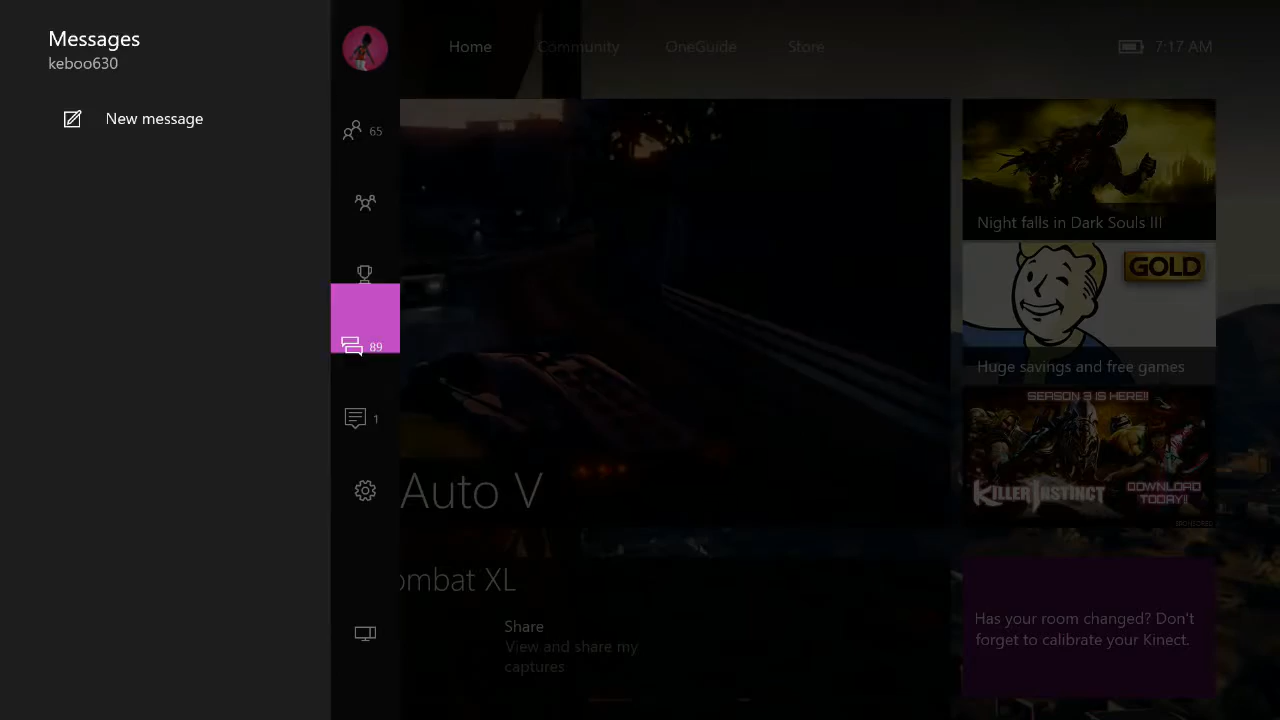 Messages
keboo630
New message
65
89
1
Home
Community
OneGuide
Store
7:17 AM
Auto V
ombat XL
Share
View and share my
captures
Night falls in Dark Souls III
GOLD
Huge savings and free games
SEASON 3 IS HERE!!
KILLER INSTINCT
DOWNLOAD
TODAY!!
SPONSORED
Has your room changed? Don't
forget to calibrate your Kinect.